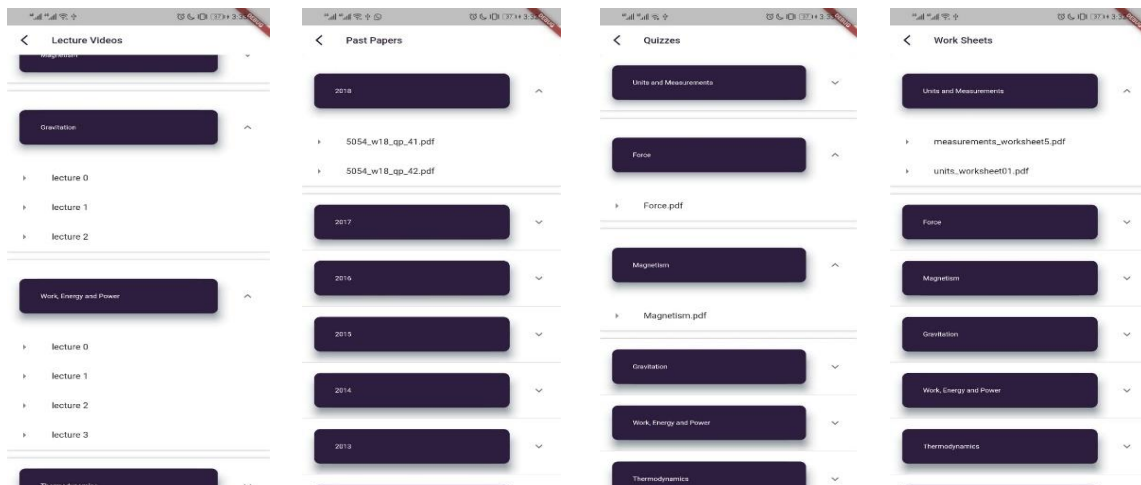 Lecture Videos
Magnetism
Gravitation
lecture 0
lecture 1
lecture 2
Work, Energy and Power
lecture 0
lecture 1
lecture 2
lecture 3
Thermodynamics
Past Papers
2018
5054_w18_qp_41.pdf
5054_w18_qp_42.pdf
2017
2016
2015
2014
2013
Quizzes
Units and Measurements
Force
Force.pdf
Magnetism
Magnetism.pdf
Gravitation
Work, Energy and Power
Thermodynamics
Work Sheets
Units and Measurements
measurements_worksheet5.pdf
units_worksheet01.pdf
Force
Magnetism
Gravitation
Work, Energy and Power
Thermodynamics